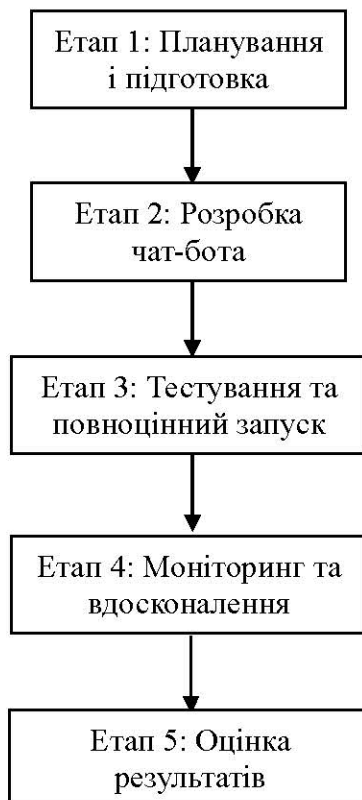 Етап 1: Планування
і підготовка
Етап 2: Розробка
чат-бота
Етап 3: Тестування та
повноцінний запуск
Етап 4: Моніторинг та
вдосконалення
Етап 5: Оцінка
результатів